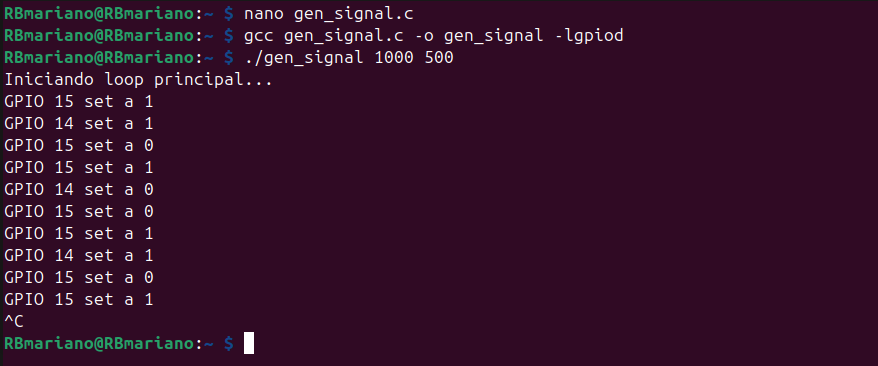 RBmariano@RBmariano:~ $ nano gen_signal.c
RBmariano@RBmariano:~ $ gcc gen_signal.c -o gen_signal -lgpiod
RBmariano@RBmariano:~ $ ./gen_signal 1000 500
Iniciando loop principal...
GPIO 15 set a 1
GPIO 14 set a 1
GPIO 15 set a 0
GPIO 15 set a 1
GPIO 14 set a 0
GPIO 15 set a 0
GPIO 15 set a 1
GPIO 14 set a 1
GPIO 15 set a 0
GPIO 15 set a 1
^C
RBmariano@RBmariano:~ $